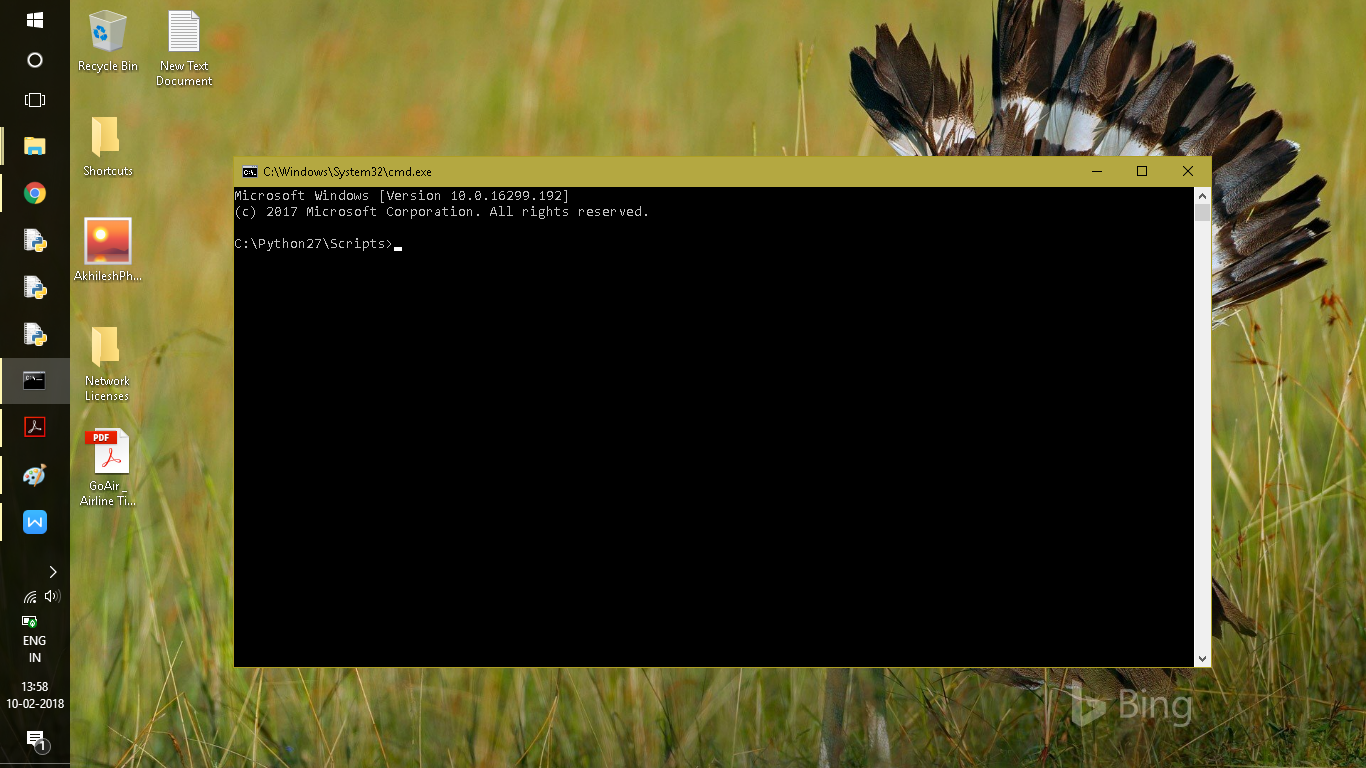 Recycle Bin
New Text
Document
Shortcuts
AkhileshPh...
Network
Licenses
PDF
GoAir_
Airline Ti...
C:\Windows\System32\cmd.exe
Microsoft Windows [Version 10.0.16299.192]
(c) 2017 Microsoft Corporation. All rights reserved.
C:\Python27\Scripts>
ENG
IN
13:58
10-02-2018
1
Bing